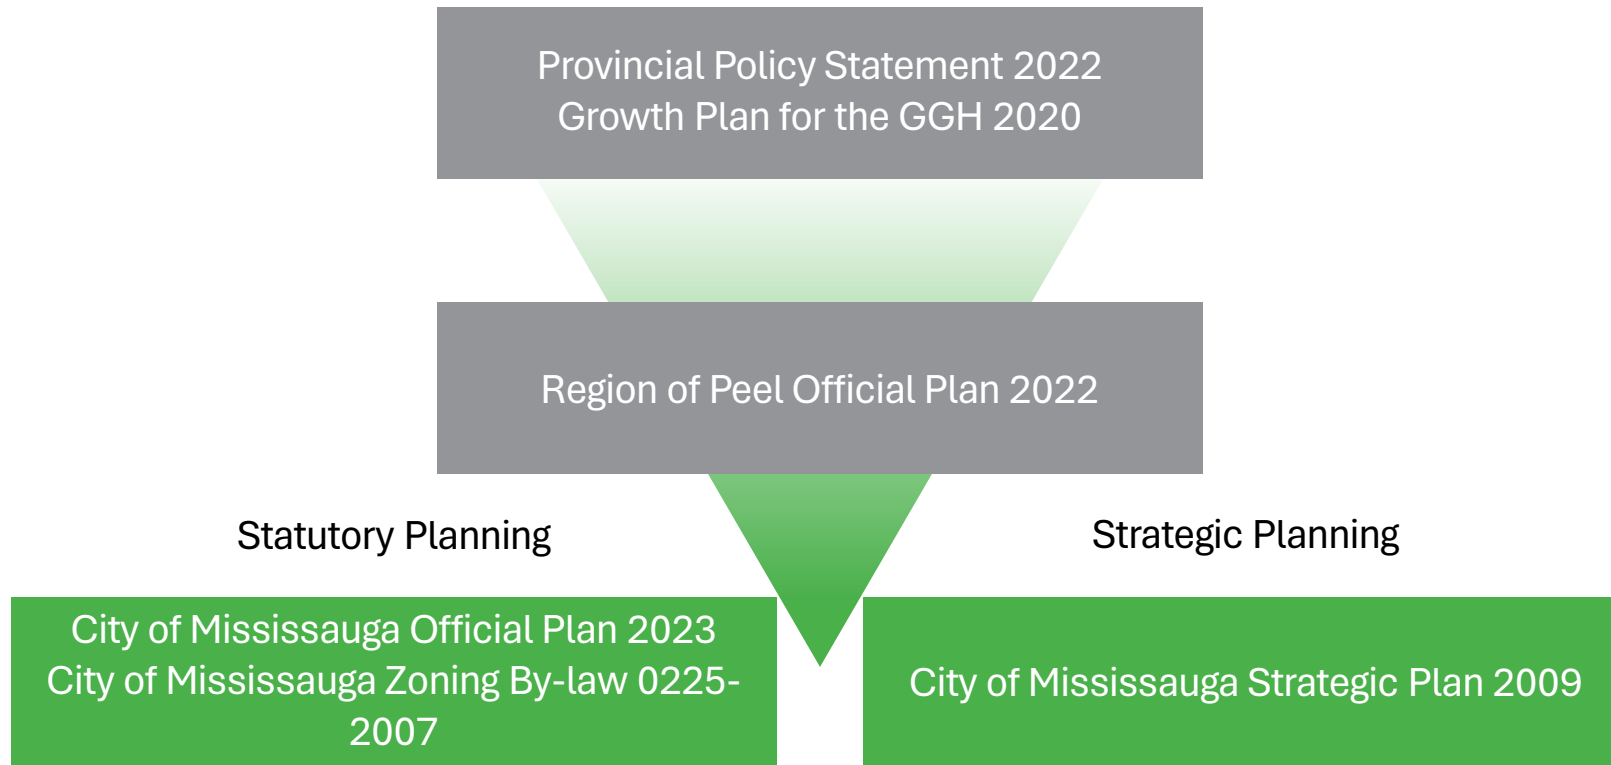 Provincial Policy Statement 2022
Growth Plan for the GGH 2020
Region of Peel Official Plan 2022
Statutory Planning
Strategic Planning
City of Mississauga Official Plan 2023
City of Mississauga Zoning By-law 0225-
2007
City of Mississauga Strategic Plan 2009